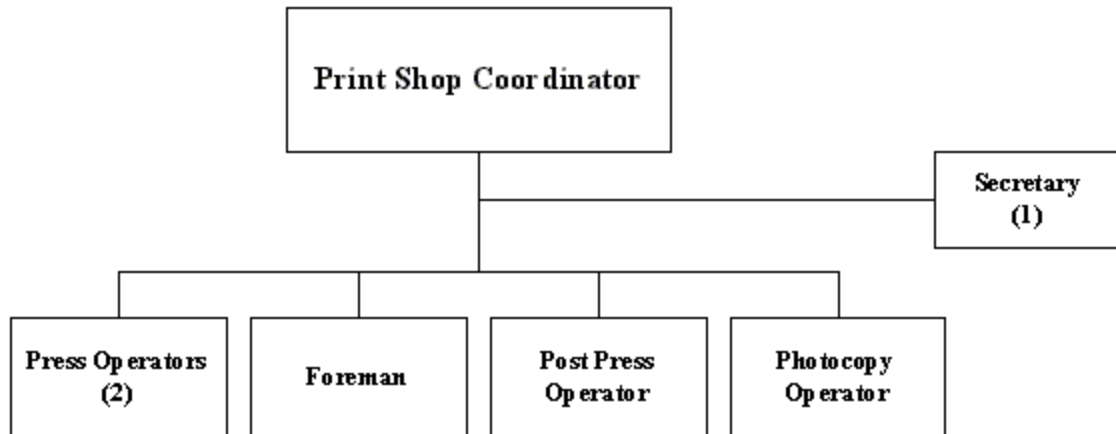 Print Shop Coordinator
Secretary
(1)
Press Operators
(2)
Foreman
Post Press
Operator
Photocopy
Operator